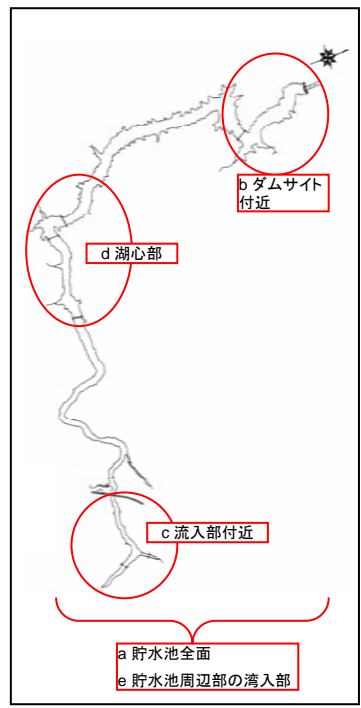 b ダムサイト
付近
d 湖心部
c 流入部付近
a 貯水池全面
e 貯水池周辺部の湾入部